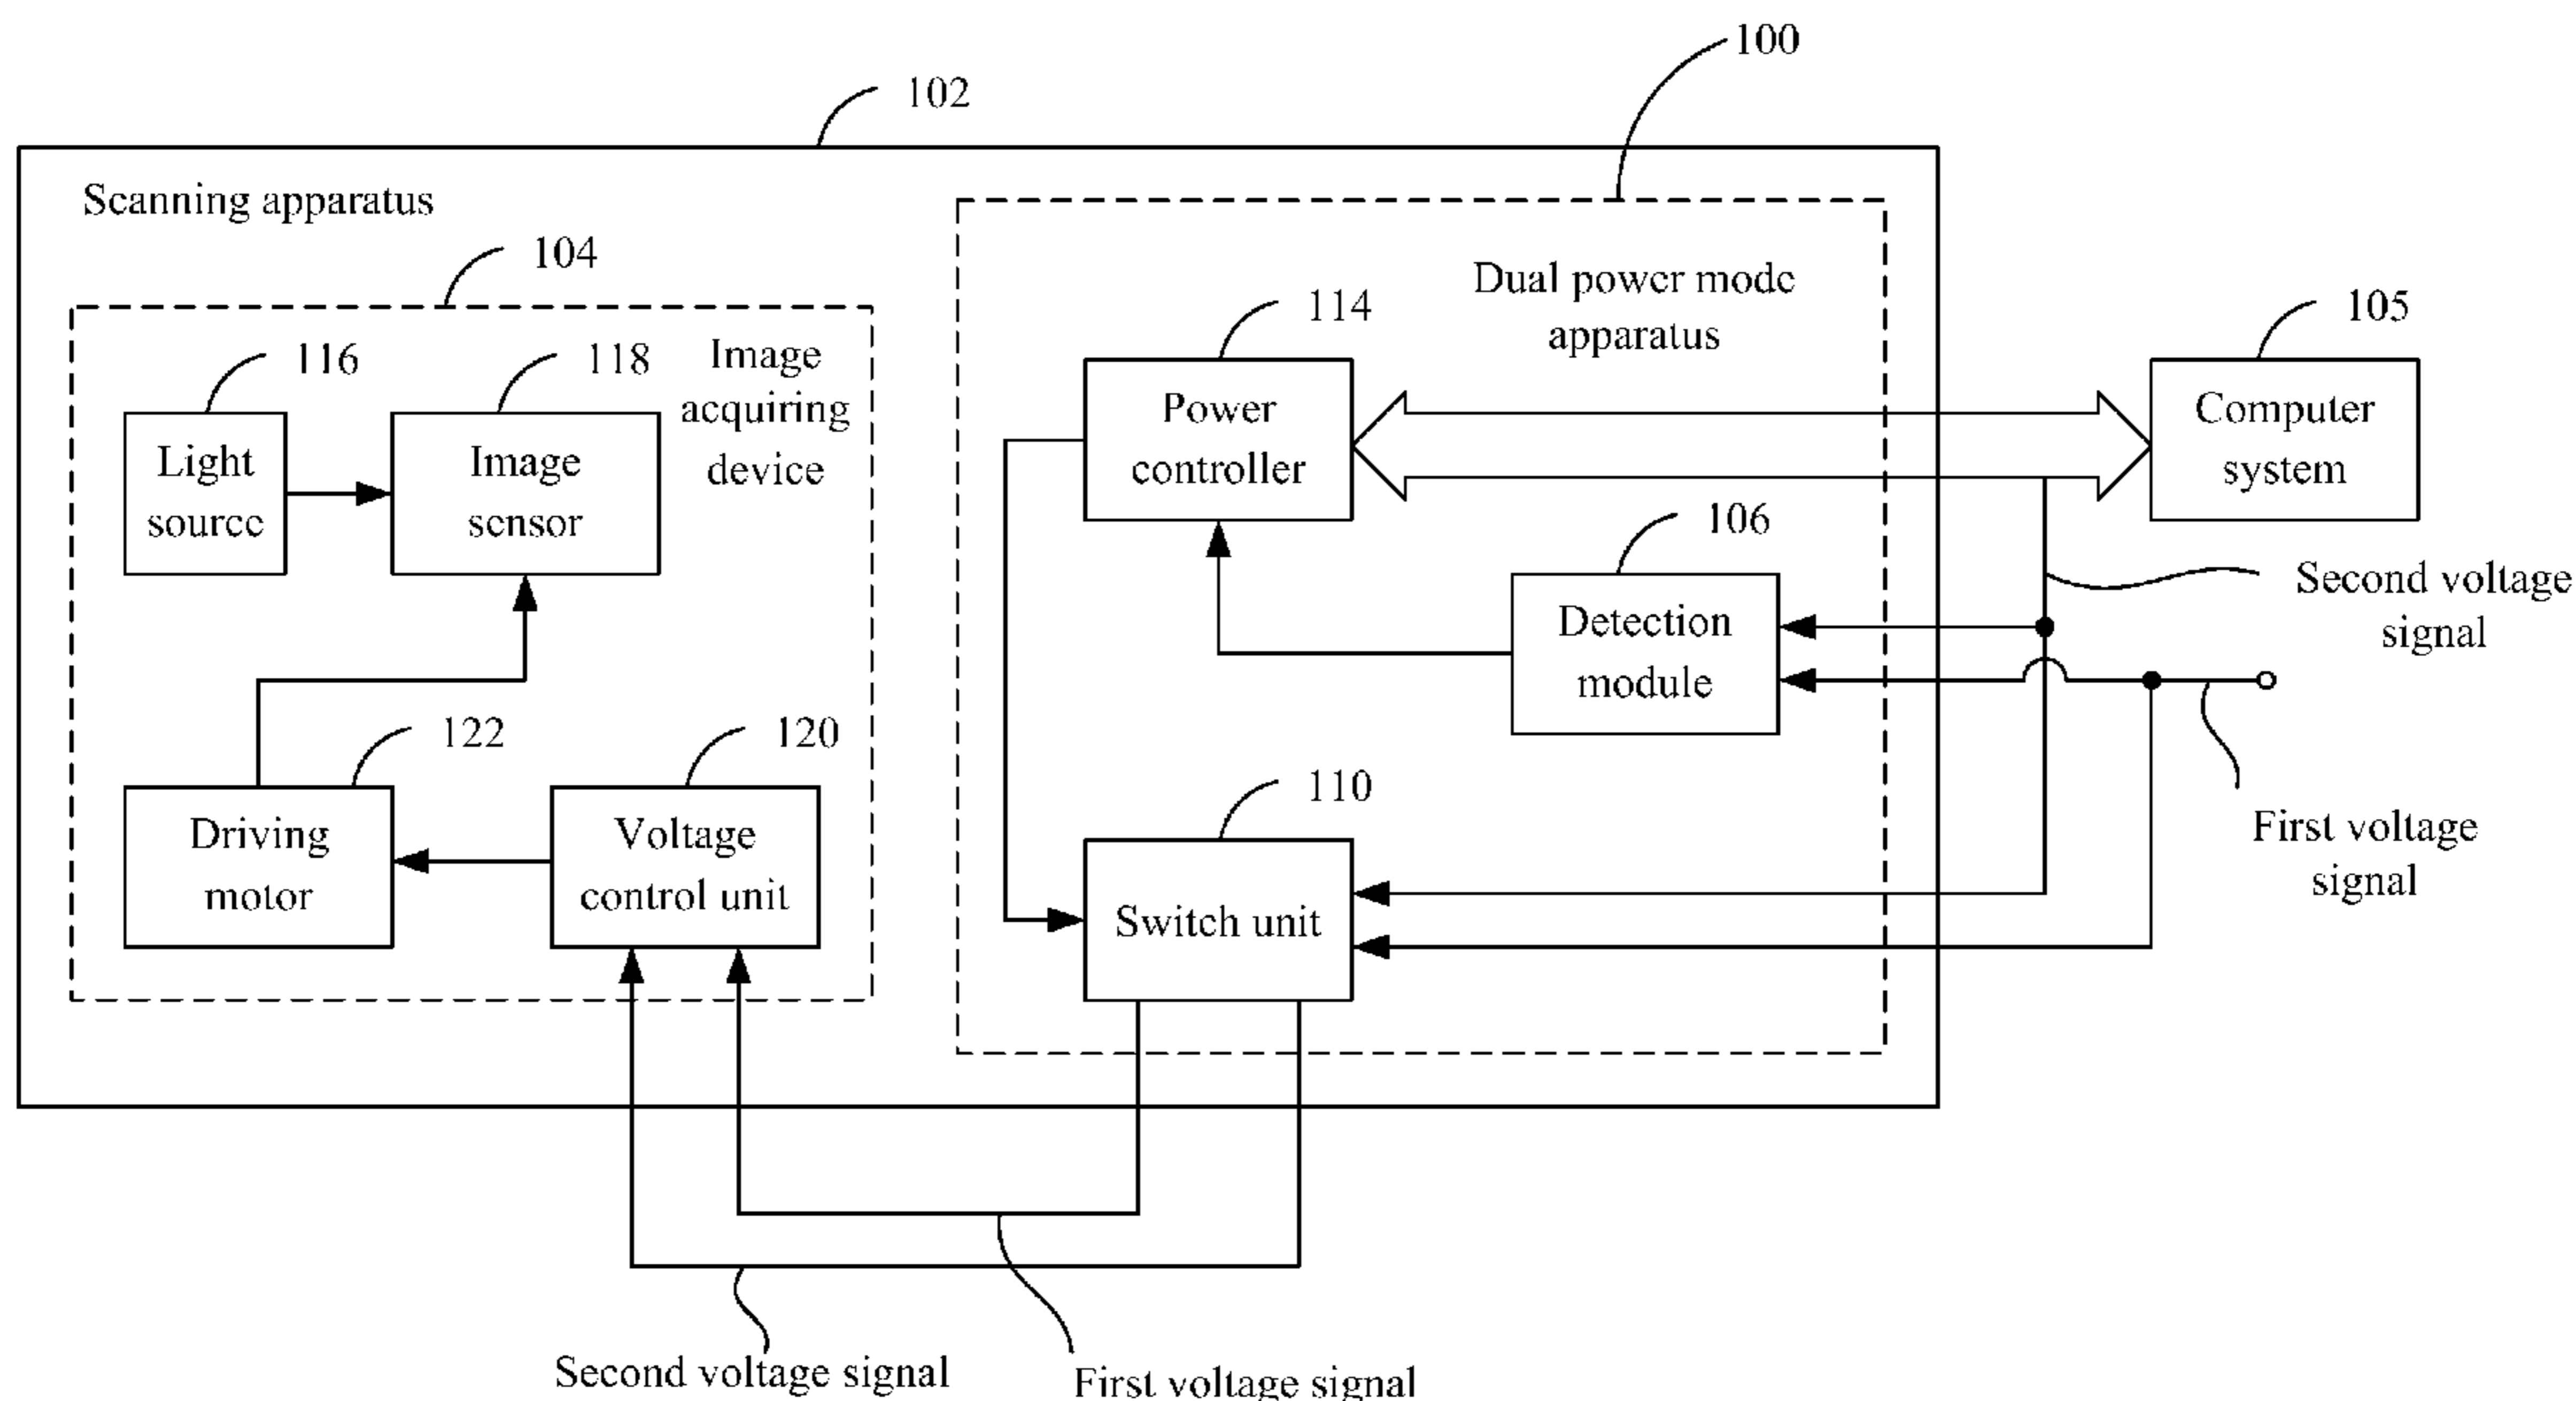 100
102
Scanning apparatus
104
Dual power mode
apparatus
114
105
116
118
Image
acquiring
device
Light
source
Image
sensor
Power
controller
Computer
system
106
Second voltage
signal
Detection
module
122
120
110
First voltage
signal
Driving
motor
Voltage
control unit
Switch unit
Second voltage signal
First voltage signal